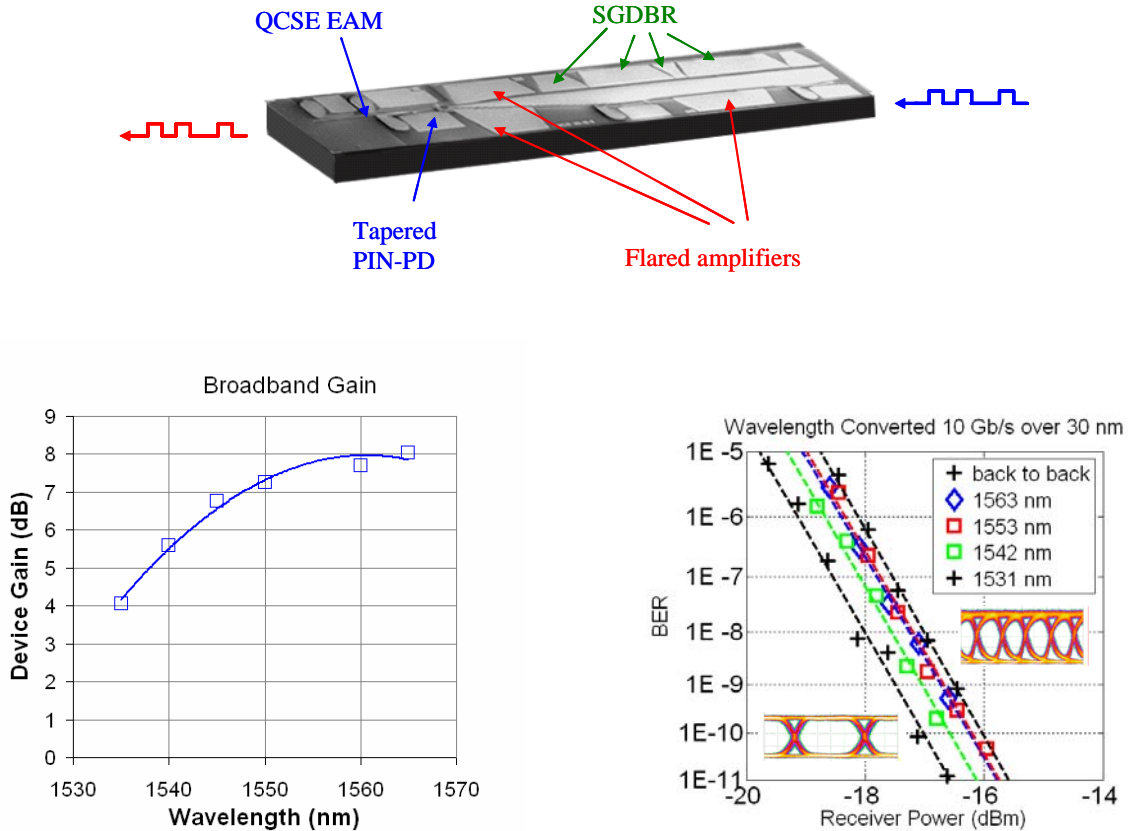 SGDBR
QCSE EAM
Tapered
PIN-PD
Flared amplifiers
Broadband Gain
Device Gain (dB)
9
8
7
6
5
4
3
2
1
0
1530
1540
1550
1560
1570
Wavelength (nm)
Wavelength Converted 10 Gb/s over 30 nm
BER
1E -5
1E -6
1E -7
1E -8
1E -9
1E-10
1E-11
back to back
1563 nm
1553 nm
1542 nm
1531 nm
-20
-18
-16
-14
Receiver Power (dBm)